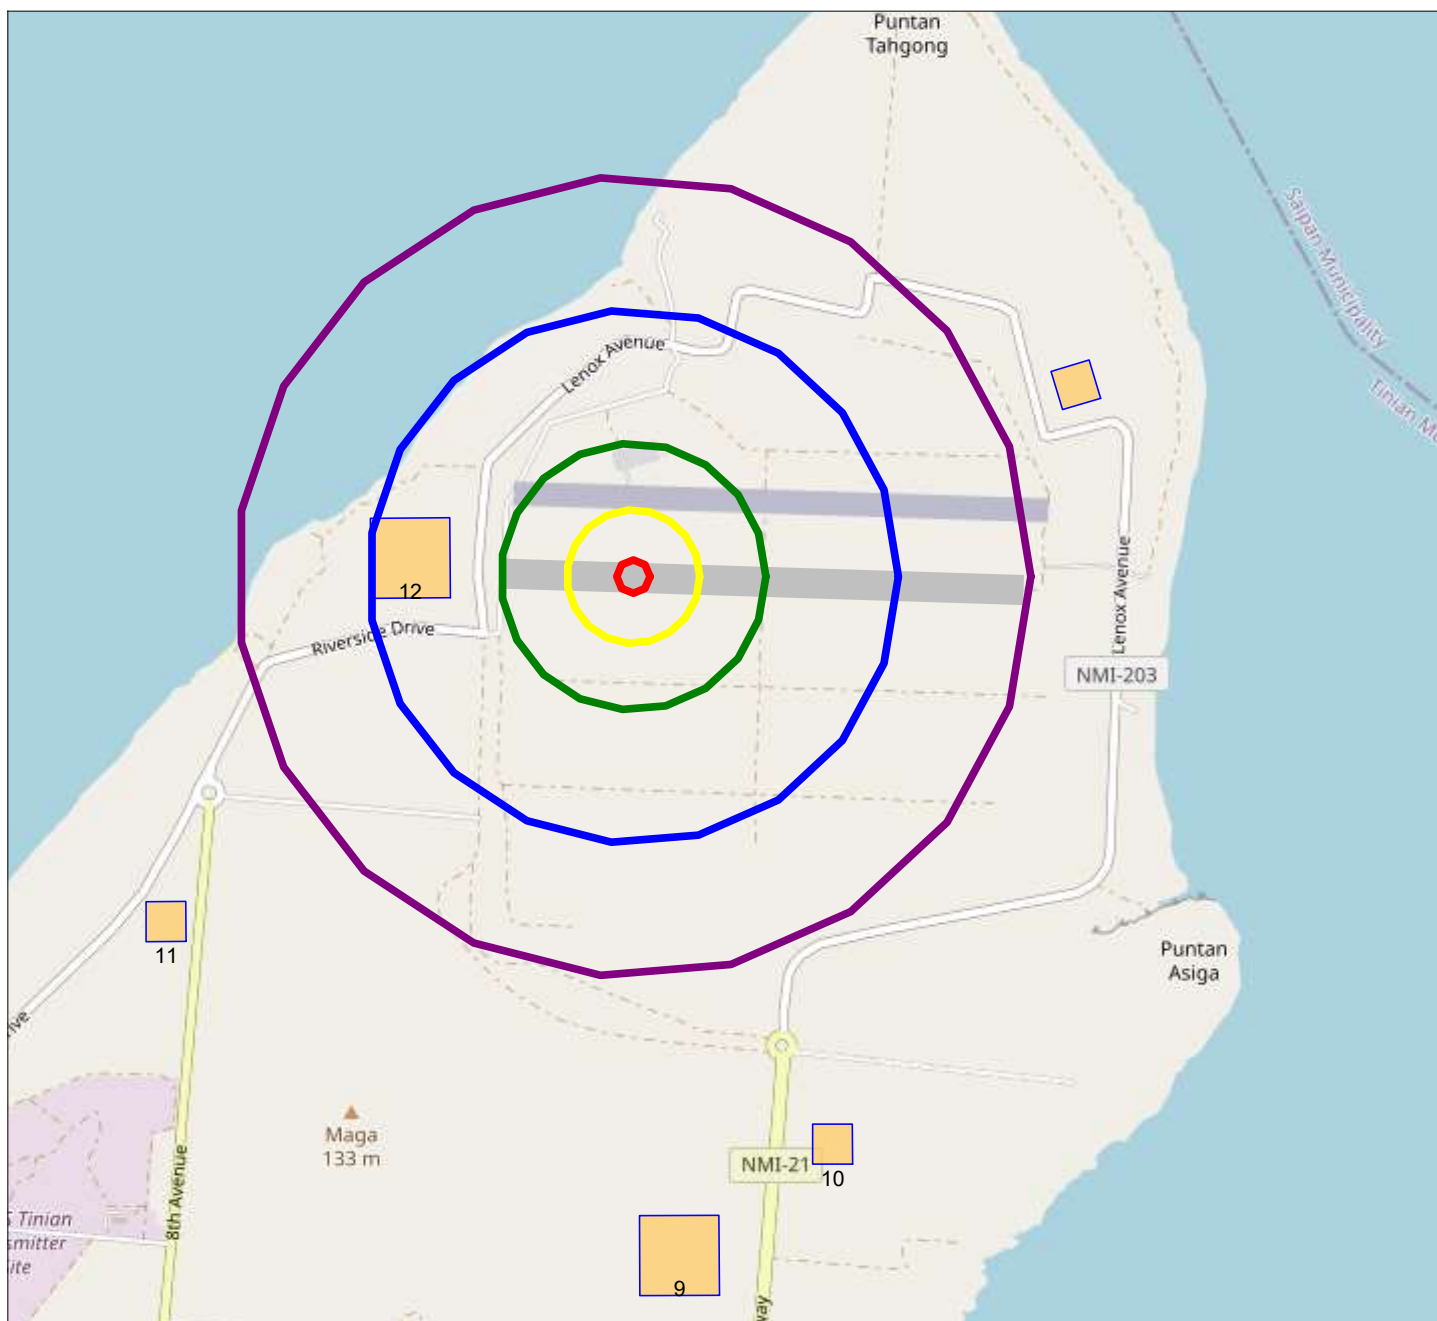 Puntan
Tahgong
Saipan Municipality
Tinian Mu
Lenox Avenue
Lenox Avenue
12
Riverside Drive
NMI-203
11
Puntan
Asiga
ive
Maga
133 m
8th Avenue
NMI-21
10
S Tinian
smitter
ite
9
way